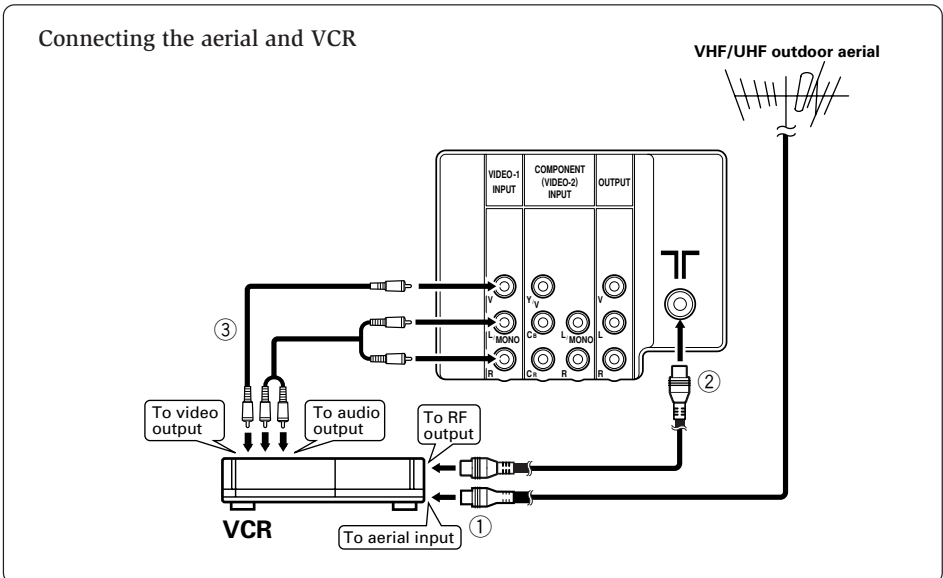 Connecting the aerial and VCR
VHF/UHF outdoor aerial
VIDEO-1
INPUT
COMPONENT
(VIDEO-2)
INPUT
OUTPUT
V
Y/V
V
L/MONO
CB
L/MONO
L
R
CR
R
R
③
②
To video
output
To audio
output
To RF
output
VCR
To aerial input
①